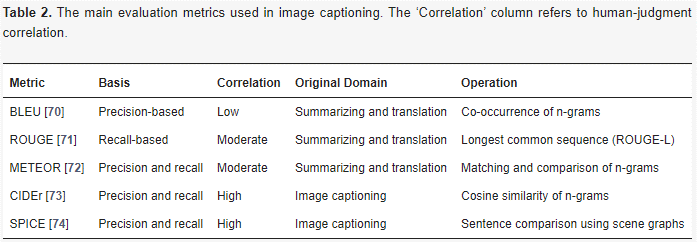 Table 2. The main evaluation metrics used in image captioning. The ‘Correlation’ column refers to human-judgment
correlation.
Metric Basis Correlation Original Domain Operation
BLEU [70] Precision-based Low Summarizing and translation Co-occurrence of n-grams
ROUGE [71] Recall-based Moderate Summarizing and translation Longest common sequence (ROUGE-L)
METEOR [72] Precision and recall Moderate Summarizing and translation Matching and comparison of n-grams
CIDEr [73] Precision and recall High Image captioning Cosine similarity of n-grams
SPICE [74] Precision and recall High Image captioning Sentence comparison using scene graphs